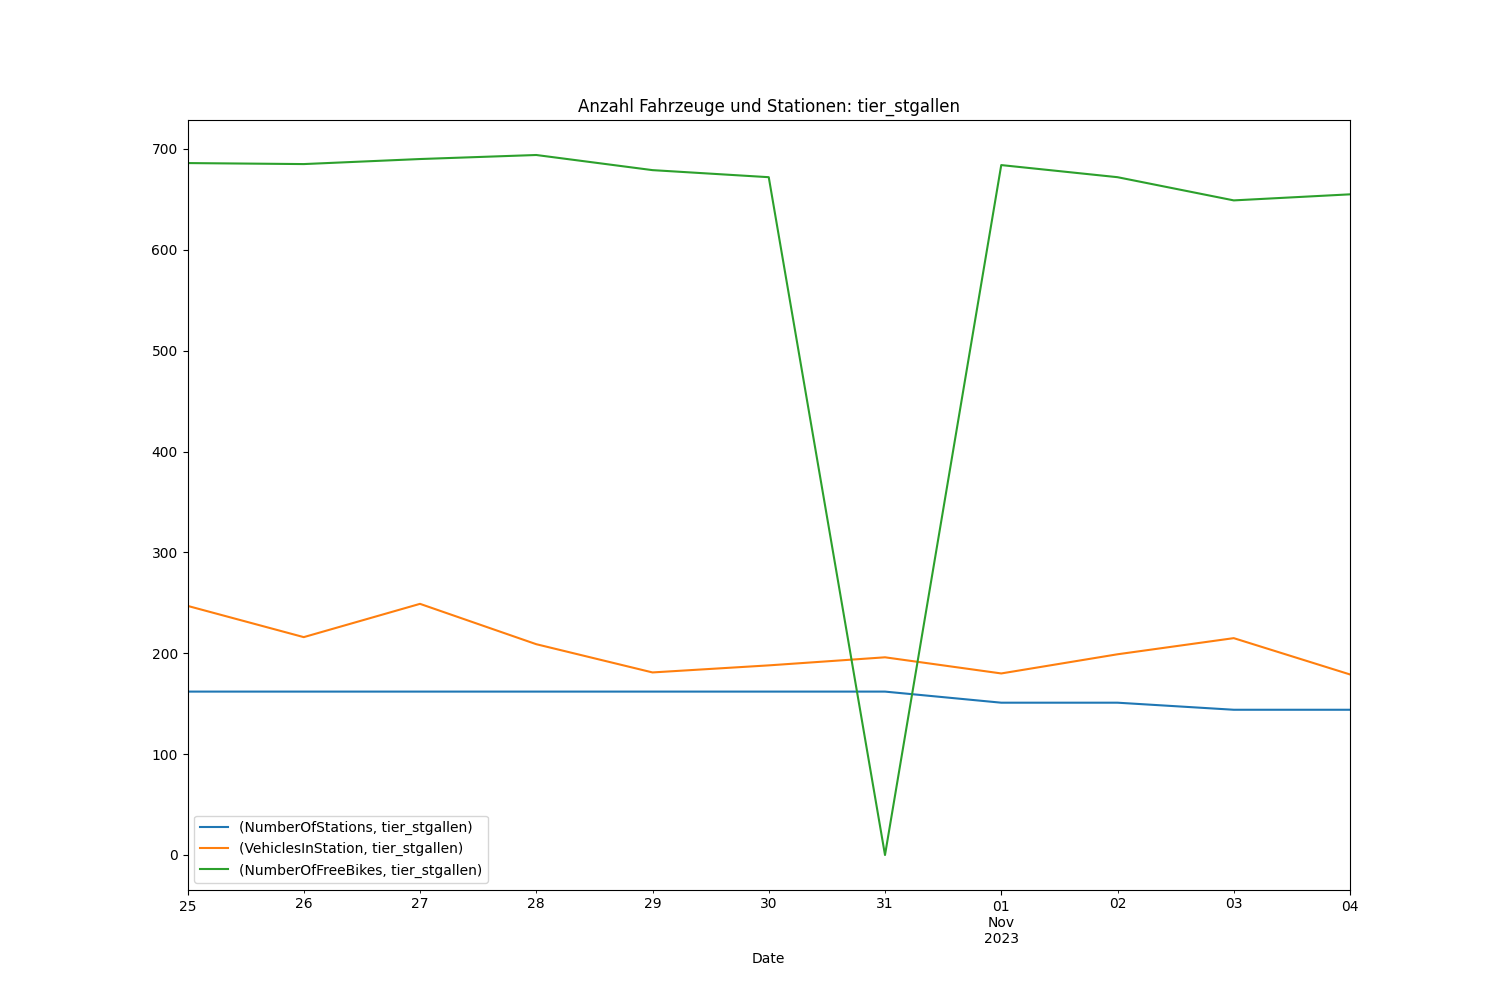 Anzahl Fahrzeuge und Stationen: tier_stgallen
700
600
500
400
300
200
100
0
(NumberOfStations, tier_stgallen)
(VehiclesInStation, tier_stgallen)
(NumberOfFreeBikes, tier_stgallen)
25 26 27 28 29 30 31 01 02 03 04
Nov
2023
Date